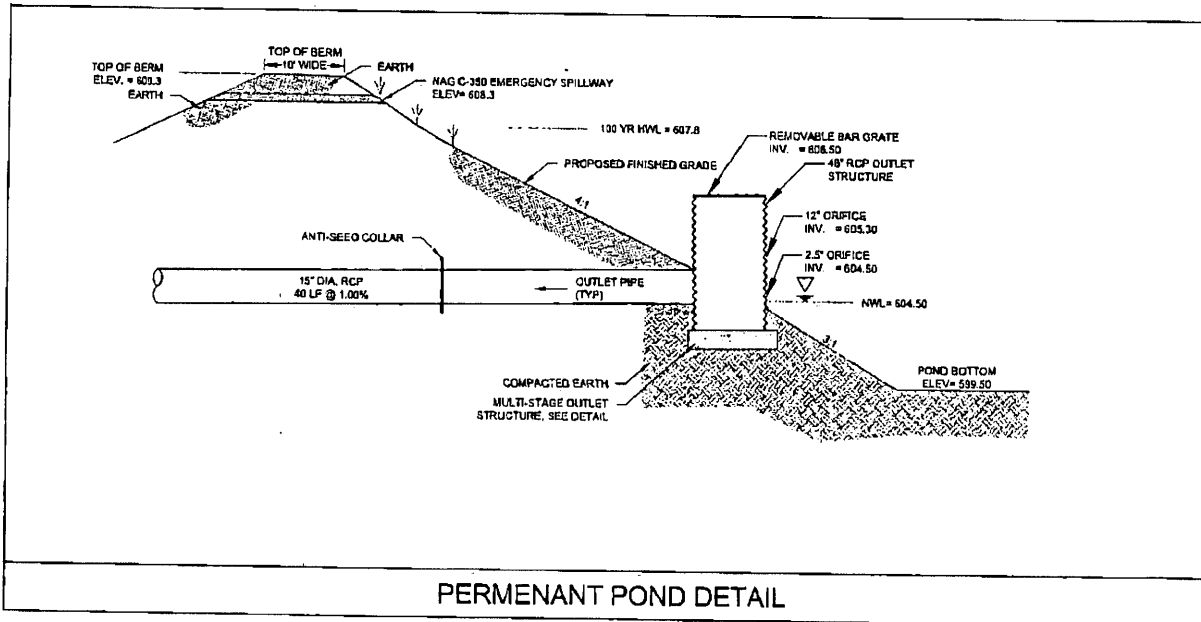 TOP OF BERM
10' WIDE
TOP OF BERM
ELEV. = 609.3
EARTH
EARTH
NAG C-350 EMERGENCY SPILLWAY
ELEV= 608.3
100 YR HWL = 607.8
REMOVABLE BAR GRATE
INV. = 606.50
48" RCP OUTLET
STRUCTURE
PROPOSED FINISHED GRADE
4:1
12" ORIFICE
INV. = 605.30
ANTI-SEEO COLLAR
2.5" ORIFICE
INV. = 604.50
15" DIA. RCP
40 LF @ 1.00%
OUTLET PIPE
(TYP)
NWL= 604.50
3:1
COMPACTED EARTH
POND BOTTOM
ELEV= 599.50
MULTI-STAGE OUTLET
STRUCTURE, SEE DETAIL
PERMENANT POND DETAIL